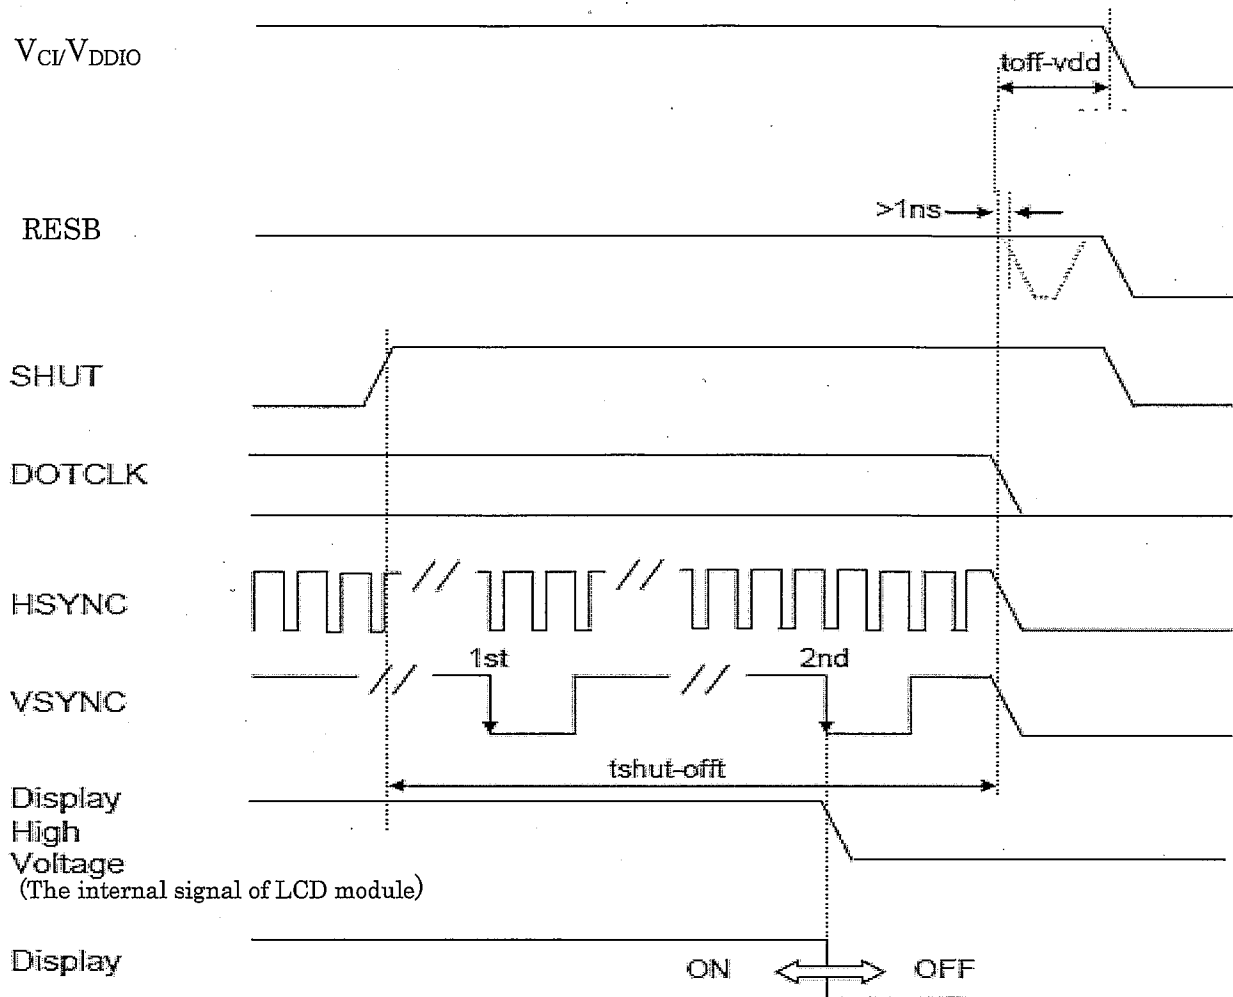 VCI/VDDIO
toff-vdd
>1ns
RESB
SHUT
DOTCLK
HSYNC
1st
2nd
VSYNC
tshut-offt
Display
High
Voltage
(The internal signal of LCD module)
Display
ON
OFF